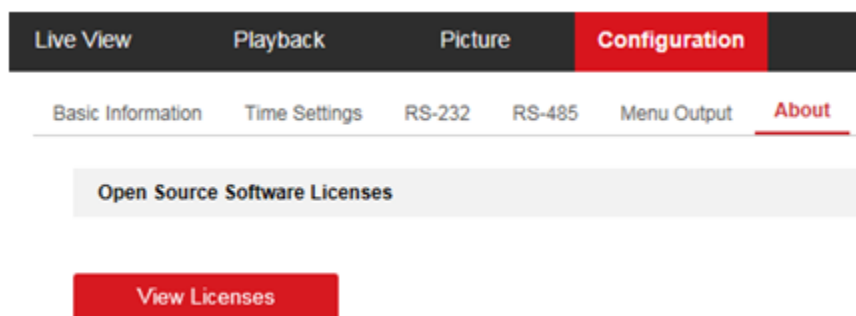 Live View Playback Picture Configuration
Basic Information Time Settings RS-232 RS-485 Menu Output About
Open Source Software Licenses
View Licenses